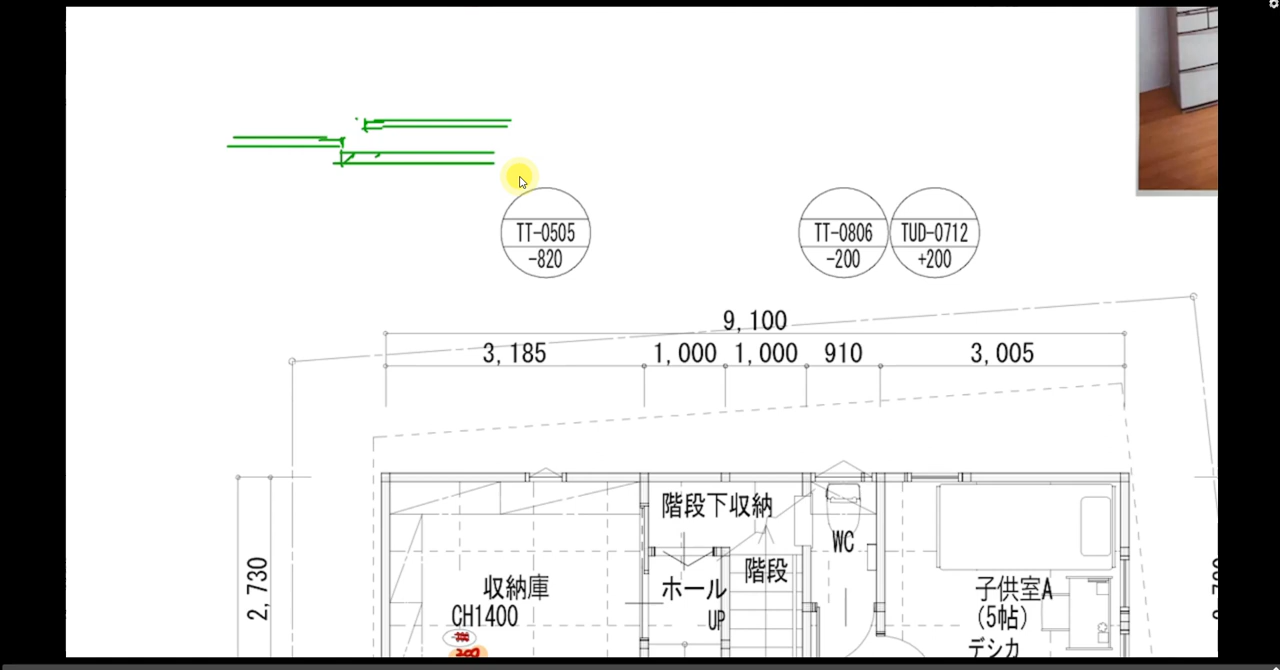 TT-0505
-820
TT-0806
-200
TUD-0712
+200
9,100
3,185
1,000
1,000
910
3,005
2,730
階段下収納
WC
階段
ホール
UP
収納庫
CH1400
子供室A
(5帖)
デシカ